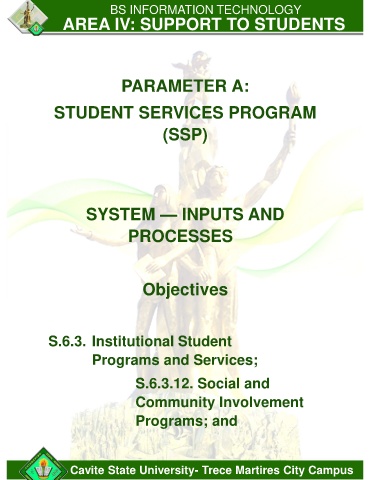 BS INFORMATION TECHNOLOGY
AREA IV: SUPPORT TO STUDENTS
PARAMETER A:
STUDENT SERVICES PROGRAM
(SSP)
SYSTEM — INPUTS AND
PROCESSES
Objectives
S.6.3. Institutional Student
Programs and Services;
S.6.3.12. Social and
Community Involvement
Programs; and
Cavite State University- Trece Martires City Campus